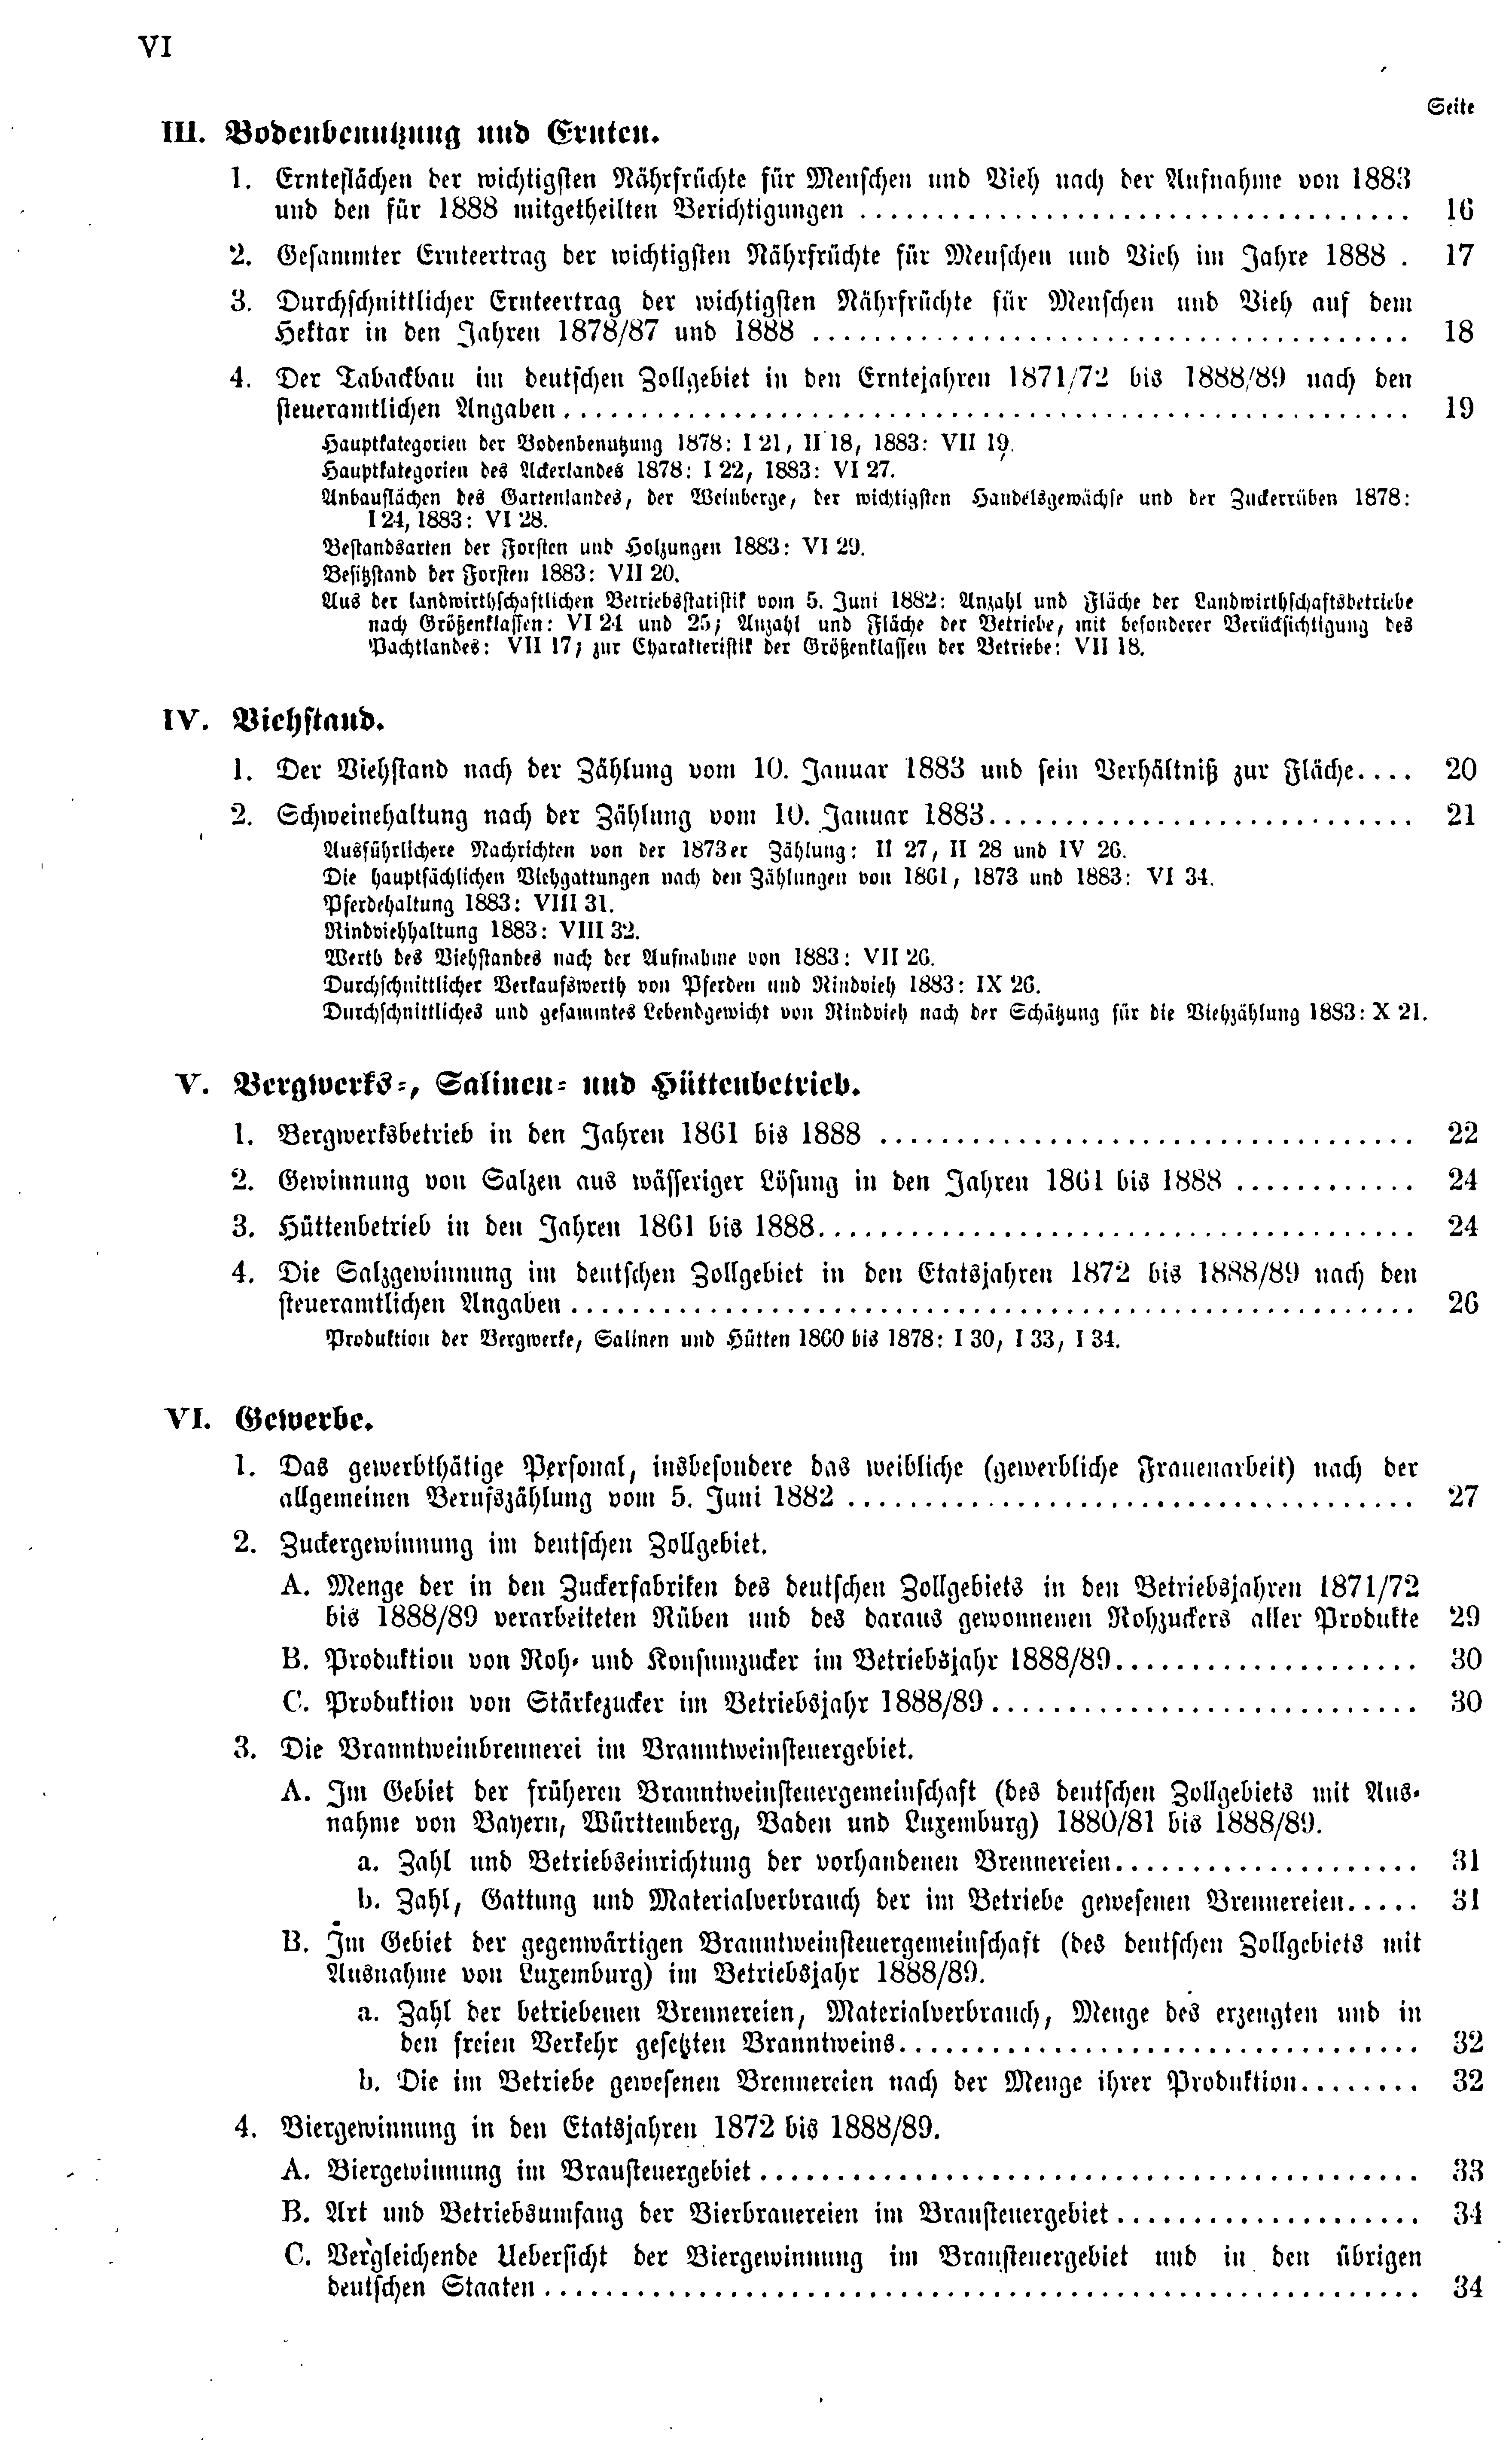 VI
Seite
III. Bodenbenutzung und Ernten.
1. Ernteflächen der wichtigsten Nährfrüchte für Menschen und Vieh nach der Aufnahme von 1883
und den für 1888 mitgetheilten Berichtigungen .................................... 16
2. Gesammter Ernteertrag der wichtigsten Nährfrüchte für Menschen und Vieh im Jahre 1888 . 17
3. Durchschnittlicher Ernteertrag der wichtigsten Nährfrüchte für Menschen und Vieh auf dem
Hektar in den Jahren 1878/87 und 1888 ....................................... 18
4. Der Tabackbau im deutschen Zollgebiet in den Erntejahren 1871/72 bis 1888/89 nach den
steueramtlichen Angaben ........................................................ 19
Hauptkategorien der Bodenbenutzung 1878: I 21, II 18, 1883: VII 19.
Hauptkategorien des Ackerlandes 1878: I 22, 1883: VI 27.
Anbauflächen des Gartenlandes, der Weinberge, der wichtigsten Handelsgewächse und der Zuckerrüben 1878:
I 24, 1883: VI 28.
Bestandsarten der Forsten und Holzungen 1883: VI 29.
Besitzstand der Forsten 1883: VII 20.
Aus der landwirthschaftlichen Betriebsstatistik vom 5. Juni 1882: Anzahl und Fläche der Landwirthschaftsbetriebe
nach Größenklassen: VI 24 und 25; Anzahl und Fläche der Betriebe, mit besonderer Berücksichtigung des
Pachtlandes: VII 17; zur Charakteristik der Größenklassen der Betriebe: VII 18.
IV. Viehstand.
1. Der Viehstand nach der Zählung vom 10. Januar 1883 und sein Verhältniß zur Fläche.... 20
2. Schweinehaltung nach der Zählung vom 10. Januar 1883............................ 21
Ausführlichere Nachrichten von der 1873er Zählung: II 27, II 28 und IV 26.
Die hauptsächlichen Viehgattungen nach den Zählungen von 1861, 1873 und 1883: VI 34.
Pferdehaltung 1883: VIII 31.
Rindviehhaltung 1883: VIII 32.
Werth des Viehstandes nach der Aufnahme von 1883: VII 26.
Durchschnittlicher Verkaufswerth von Pferden und Rindvieh 1883: IX 26.
Durchschnittliches und gesammtes Lebendgewicht von Rindvieh nach der Schätzung für die Viehzählung 1883: X 21.
V. Bergwerks-, Salinen- und Hüttenbetrieb.
1. Bergwerksbetrieb in den Jahren 1861 bis 1888 ................................... 22
2. Gewinnung von Salzen aus wässeriger Lösung in den Jahren 1861 bis 1888 ............ 24
3. Hüttenbetrieb in den Jahren 1861 bis 1888....................................... 24
4. Die Salzgewinnung im deutschen Zollgebiet in den Etatsjahren 1872 bis 1888/89 nach den
steueramtlichen Angaben ........................................................ 26
Produktion der Bergwerke, Salinen und Hütten 1860 bis 1878: I 30, I 33, I 34.
VI. Gewerbe.
1. Das gewerbthätige Personal, insbesondere das weibliche (gewerbliche Frauenarbeit) nach der
allgemeinen Berufszählung vom 5. Juni 1882 ..................................... 27
2. Zuckergewinnung im deutschen Zollgebiet.
A. Menge der in den Zuckerfabriken des deutschen Zollgebiets in den Betriebsjahren 1871/72
bis 1888/89 verarbeiteten Rüben und des daraus gewonnenen Rohzuckers aller Produkte 29
B. Produktion von Roh- und Konsumzucker im Betriebsjahr 1888/89.................... 30
C. Produktion von Stärkezucker im Betriebsjahr 1888/89............................ 30
3. Die Branntweinbrennerei im Branntweinsteuergebiet.
A. Im Gebiet der früheren Branntweinsteuergemeinschaft (des deutschen Zollgebiets mit Aus-
nahme von Bayern, Württemberg, Baden und Luxemburg) 1880/81 bis 1888/89.
a. Zahl und Betriebseinrichtung der vorhandenen Brennereien.................... 31
b. Zahl, Gattung und Materialverbrauch der im Betriebe gewesenen Brennereien..... 31
B. Im Gebiet der gegenwärtigen Branntweinsteuergemeinschaft (des deutschen Zollgebiets mit
Ausnahme von Luxemburg) im Betriebsjahr 1888/89.
a. Zahl der betriebenen Brennereien, Materialverbrauch, Menge des erzeugten und in
den freien Verkehr gesetzten Branntweins.................................. 32
b. Die im Betriebe gewesenen Brennereien nach der Menge ihrer Produktion........ 32
4. Biergewinnung in den Etatsjahren 1872 bis 1888/89.
A. Biergewinnung im Brausteuergebiet........................................... 33
B. Art und Betriebsumfang der Bierbrauereien im Brausteuergebiet.................... 34
C. Vergleichende Uebersicht der Biergewinnung im Brausteuergebiet und in den übrigen
deutschen Staaten .......................................................... 34